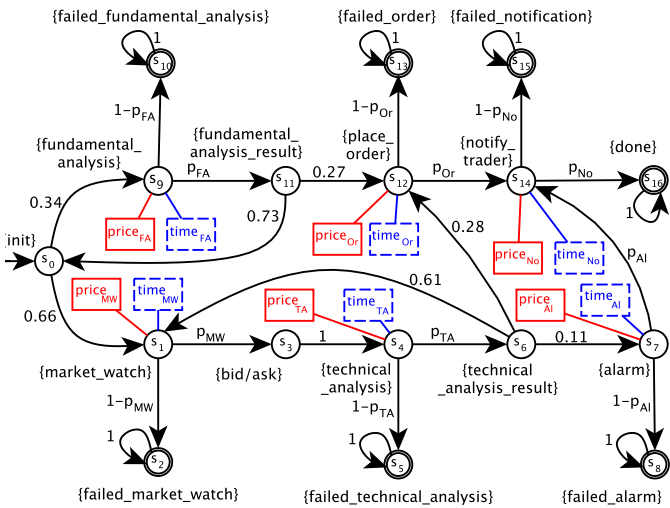 {failed_fundamental_analysis}
{failed_order}
{failed_notification}
1
1
1
s10
s13
s15
1-pFA
1-pOr
1-pNo
{fundamental_
analysis}
{fundamental_
analysis_result}
{place_
order}
{notify_
trader}
{done}
s9
pFA
s11
0.27
s12
pOr
s14
pNo
s16
0.34
priceFA
timeFA
0.73
priceOr
timeOr
0.28
priceNo
timeNo
1
pAl
{init}
s0
0.66
priceMW
timeMW
priceTA
timeTA
0.61
priceAl
timeAl
s1
pMW
s3
1
s4
pTA
s6
0.11
s7
{market_watch}
{bid/ask}
{technical
_analysis}
{technical
_analysis_result}
{alarm}
1-pMW
1-pTA
1-pAl
1
1
1
s2
s5
s8
{failed_market_watch}
{failed_technical_analysis}
{failed_alarm}